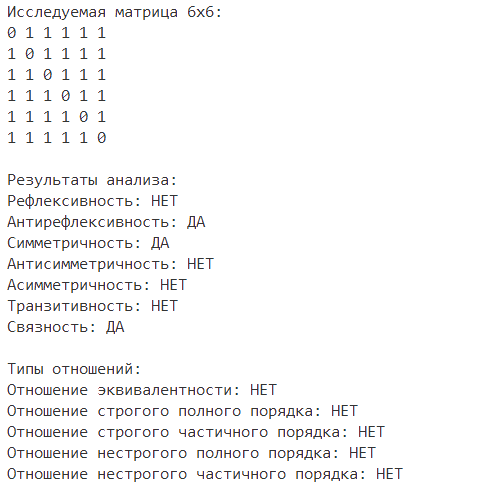 Исследуемая матрица 6x6:
0 1 1 1 1 1
1 0 1 1 1 1
1 1 0 1 1 1
1 1 1 0 1 1
1 1 1 1 0 1
1 1 1 1 1 0
Результаты анализа:
Рефлексивность: НЕТ
Антирефлексивность: ДА
Симметричность: ДА
Антисимметричность: НЕТ
Асимметричность: НЕТ
Транзитивность: НЕТ
Связность: ДА
Типы отношений:
Отношение эквивалентности: НЕТ
Отношение строгого полного порядка: НЕТ
Отношение строгого частичного порядка: НЕТ
Отношение нестрогого полного порядка: НЕТ
Отношение нестрогого частичного порядка: НЕТ